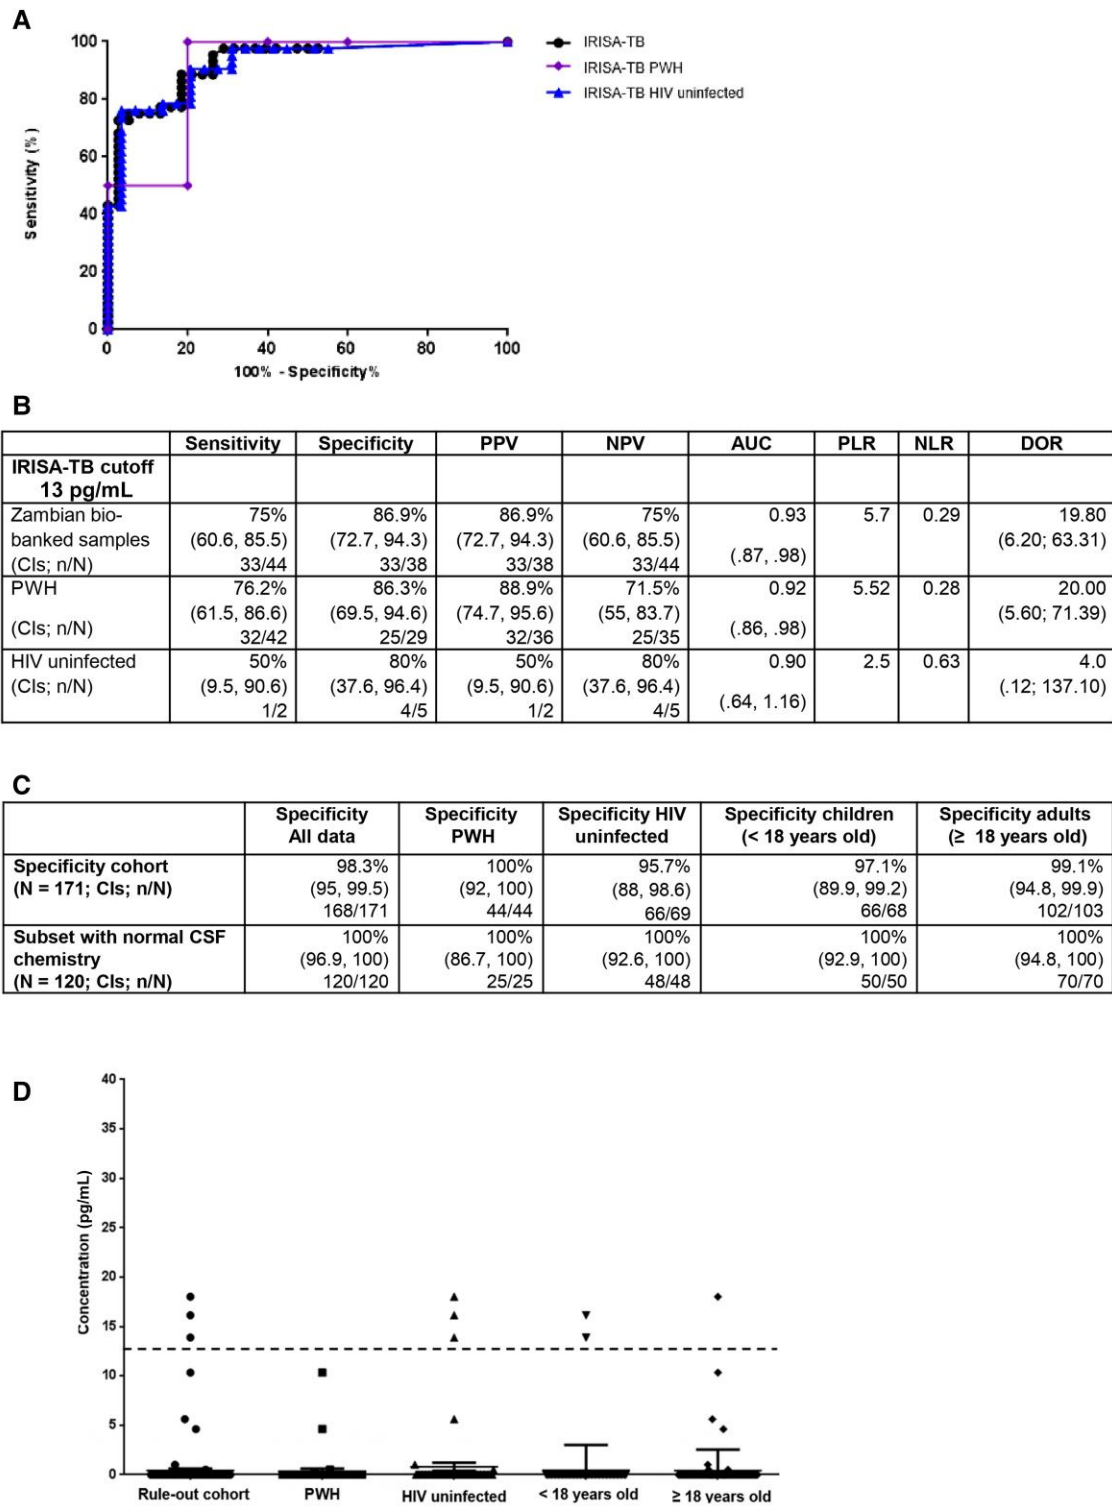 A
100
80
60
40
20
0
Sensitivity (%)
0 20 40 60 80 100
100% - Specificity%
IRISA-TB
IRISA-TB PWH
IRISA-TB HIV uninfected
B
Sensitivity Specificity PPV NPV AUC PLR NLR DOR
IRISA-TB cutoff
13 pg/mL
Zambian bio- 75% 86.9% 86.9% 75% 0.93 5.7 0.29 19.80
banked samples (60.6, 85.5) (72.7, 94.3) (72.7, 94.3) (60.6, 85.5) (.87, .98) (6.20; 63.31)
(CIs; n/N) 33/44 33/38 33/38 33/44
PWH 76.2% 86.3% 88.9% 71.5% 0.92 5.52 0.28 20.00
(61.5, 86.6) (69.5, 94.6) (74.7, 95.6) (55, 83.7) (.86, .98) (5.60; 71.39)
(CIs; n/N) 32/42 25/29 32/36 25/35
HIV uninfected 50% 80% 50% 80% 0.90 2.5 0.63 4.0
(CIs; n/N) (9.5, 90.6) (37.6, 96.4) (9.5, 90.6) (37.6, 96.4) (.64, 1.16) (.12; 137.10)
1/2 4/5 1/2 4/5
C
Specificity Specificity Specificity HIV Specificity children Specificity adults
All data PWH uninfected (< 18 years old) (≥ 18 years old)
Specificity cohort 98.3% 100% 95.7% 97.1% 99.1%
(N = 171; CIs; n/N) (95, 99.5) (92, 100) (88, 98.6) (89.9, 99.2) (94.8, 99.9)
168/171 44/44 66/69 66/68 102/103
Subset with normal CSF 100% 100% 100% 100% 100%
chemistry (96.9, 100) (86.7, 100) (92.6, 100) (92.9, 100) (94.8, 100)
(N = 120; CIs; n/N) 120/120 25/25 48/48 50/50 70/70
D
40
35
30
25
20
15
10
5
0
Concentration (pg/mL)
Rule-out cohort PWH HIV uninfected < 18 years old ≥ 18 years old